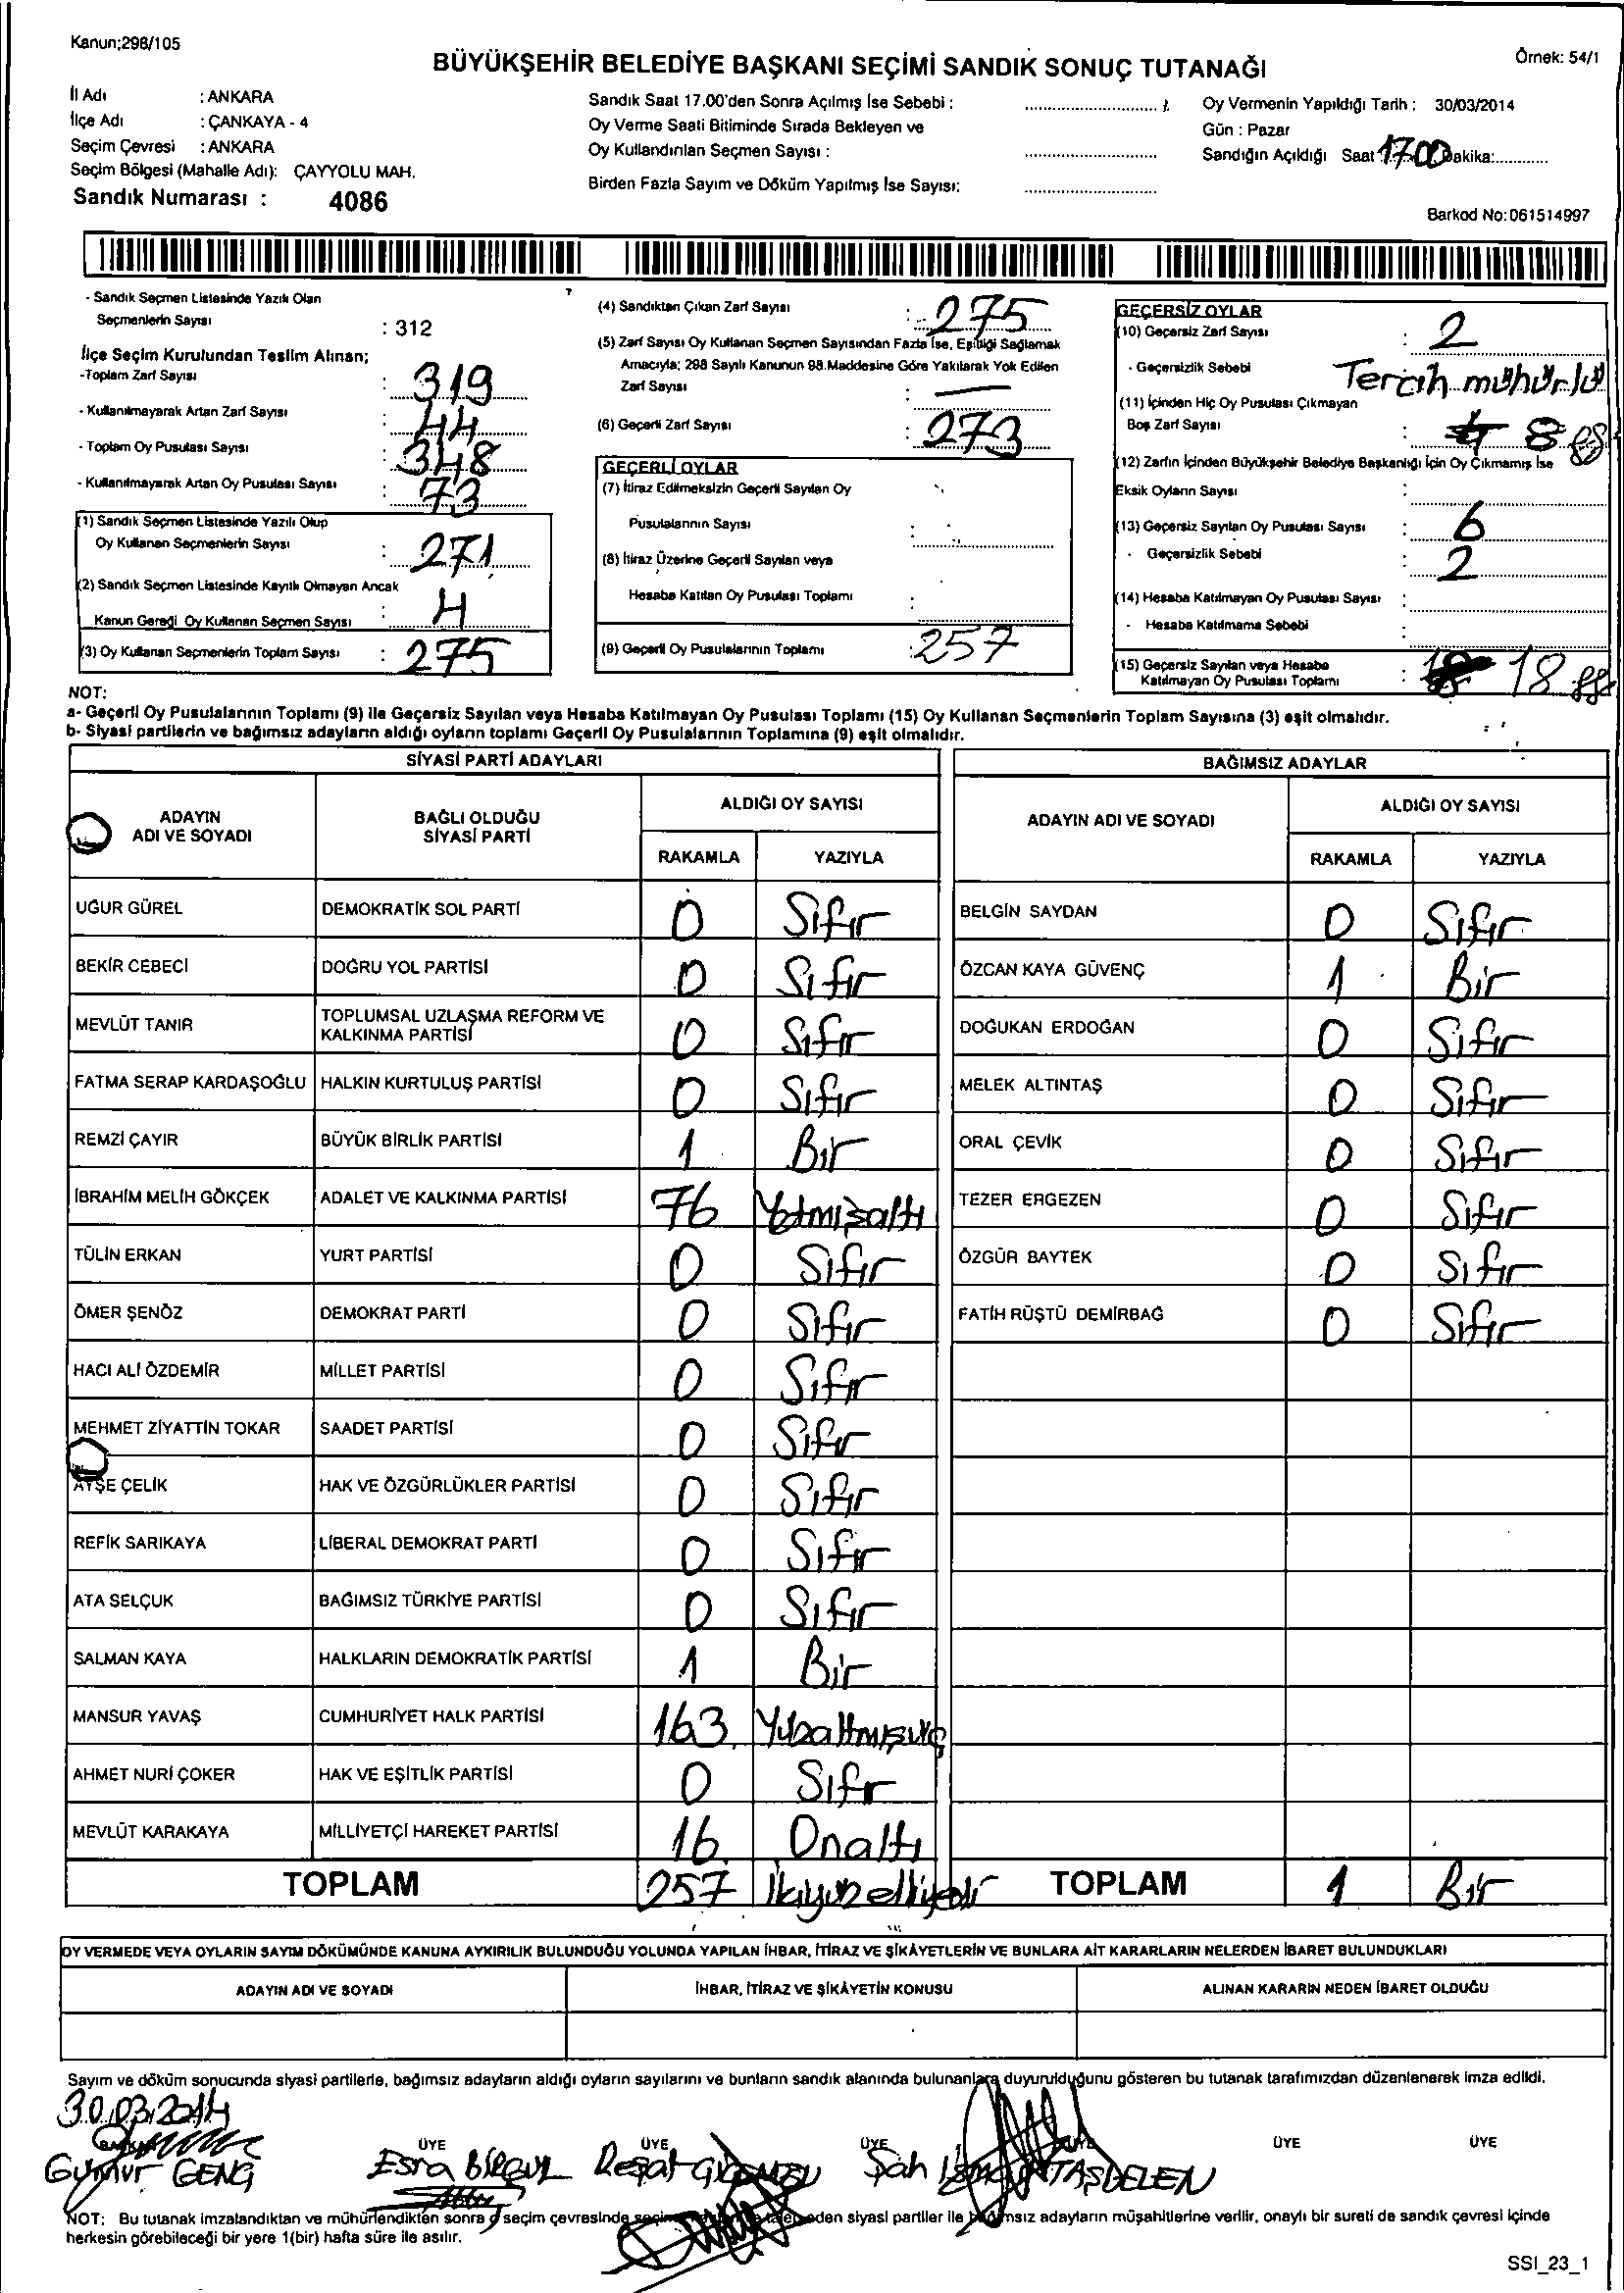 Kanun;298/105
BÜYÜKŞEHİR BELEDİYE BAŞKANI SEÇİMİ SANDIK SONUÇ TUTANAĞI
Örnek: 54/1
İl Adı : ANKARA
İlçe Adı : ÇANKAYA - 4
Seçim Çevresi : ANKARA
Seçim Bölgesi (Mahalle Adı): ÇAYYOLU MAH.
Sandık Numarası : 4086
Sandık Saat 17.00'den Sonra Açılmış İse Sebebi :
Oy Verme Saati Bitiminde Sırada Bekleyen ve
Oy Kullandırılan Seçmen Sayısı :
Birden Fazla Sayım ve Döküm Yapılmış İse Sayısı:
Oy Vermenin Yapıldığı Tarih : 30/03/2014
Gün : Pazar
Sandığın Açıldığı Saat 17.00 Dakika:
Barkod No: 061514997
- Sandık Seçmen Listesinde Yazılı Olan
Seçmenlerin Sayısı : 312
İlçe Seçim Kurulundan Teslim Alınan;
-Toplam Zarf Sayısı : 319
- Kullanılmayarak Artan Zarf Sayısı : 44
- Toplam Oy Pusulası Sayısı : 348
- Kullanılmayarak Artan Oy Pusulası Sayısı : 73
(1) Sandık Seçmen Listesinde Yazılı Olup
Oy Kullanan Seçmenlerin Sayısı : 271
(2) Sandık Seçmen Listesinde Kayıtlı Olmayan Ancak
Kanun Gereği Oy Kullanan Seçmen Sayısı : 4
(3) Oy Kullanan Seçmenlerin Toplam Sayısı : 275
(4) Sandıktan Çıkan Zarf Sayısı : 275
(5) Zarf Sayısı Oy Kullanan Seçmen Sayısından Fazla İse, Eşitliği Sağlamak
Amacıyla; 298 Sayılı Kanunun 98.Maddesine Göre Yakılarak Yok Edilen
Zarf Sayısı : —
(6) Geçerli Zarf Sayısı : 273
GEÇERLİ OYLAR
(7) İtiraz Edilmeksizin Geçerli Sayılan Oy
Pusulalarının Sayısı :
(8) İtiraz Üzerine Geçerli Sayılan veya
Hesaba Katılan Oy Pusulası Toplamı :
(9) Geçerli Oy Pusulalarının Toplamı : 257
GEÇERSİZ OYLAR
(10) Geçersiz Zarf Sayısı : 2
- Geçersizlik Sebebi Tercih mühürlü
(11) İçinden Hiç Oy Pusulası Çıkmayan
Boş Zarf Sayısı : 8
(12) Zarfın İçinden Büyükşehir Belediye Başkanlığı İçin Oy Çıkmamış İse
Eksik Oyların Sayısı :
(13) Geçersiz Sayılan Oy Pusulası Sayısı : 6
- Geçersizlik Sebebi : 2
(14) Hesaba Katılmayan Oy Pusulası Sayısı :
- Hesaba Katılmama Sebebi :
(15) Geçersiz Sayılan veya Hesaba
Katılmayan Oy Pusulası Toplamı : 18
NOT:
a- Geçerli Oy Pusulalarının Toplamı (9) ile Geçersiz Sayılan veya Hesaba Katılmayan Oy Pusulası Toplamı (15) Oy Kullanan Seçmenlerin Toplam Sayısına (3) eşit olmalıdır.
b- Siyasi partilerin ve bağımsız adayların aldığı oyların toplamı Geçerli Oy Pusulalarının Toplamına (9) eşit olmalıdır.
SİYASİ PARTİ ADAYLARI
BAĞIMSIZ ADAYLAR
ADAYIN ADI VE SOYADI
BAĞLI OLDUĞU SİYASİ PARTİ
ALDIĞI OY SAYISI
RAKAMLA YAZIYLA
ADAYIN ADI VE SOYADI
ALDIĞI OY SAYISI
RAKAMLA YAZIYLA
UĞUR GÜREL DEMOKRATİK SOL PARTİ 0 Sıfır BELGİN SAYDAN 0 Sıfır
BEKİR CEBECİ DOĞRU YOL PARTİSİ 0 Sıfır ÖZCAN KAYA GÜVENÇ 1 Bir
MEVLÜT TANIR TOPLUMSAL UZLAŞMA REFORM VE KALKINMA PARTİSİ 0 Sıfır DOĞUKAN ERDOĞAN 0 Sıfır
FATMA SERAP KARDAŞOĞLU HALKIN KURTULUŞ PARTİSİ 0 Sıfır MELEK ALTINTAŞ 0 Sıfır
REMZİ ÇAYIR BÜYÜK BİRLİK PARTİSİ 1 Bir ORAL ÇEVİK 0 Sıfır
İBRAHİM MELİH GÖKÇEK ADALET VE KALKINMA PARTİSİ 76 Yetmişaltı TEZER ERGEZEN 0 Sıfır
TÜLİN ERKAN YURT PARTİSİ 0 Sıfır ÖZGÜR BAYTEK 0 Sıfır
ÖMER ŞENÖZ DEMOKRAT PARTİ 0 Sıfır FATİH RÜŞTÜ DEMİRBAĞ 0 Sıfır
HACI ALİ ÖZDEMİR MİLLET PARTİSİ 0 Sıfır
MEHMET ZİYATTİN TOKAR SAADET PARTİSİ 0 Sıfır
AYŞE ÇELİK HAK VE ÖZGÜRLÜKLER PARTİSİ 0 Sıfır
REFİK SARIKAYA LİBERAL DEMOKRAT PARTİ 0 Sıfır
ATA SELÇUK BAĞIMSIZ TÜRKİYE PARTİSİ 0 Sıfır
SALMAN KAYA HALKLARIN DEMOKRATİK PARTİSİ 1 Bir
MANSUR YAVAŞ CUMHURİYET HALK PARTİSİ 163 Yüzaltmışüç
AHMET NURİ ÇOKER HAK VE EŞİTLİK PARTİSİ 0 Sıfır
MEVLÜT KARAKAYA MİLLİYETÇİ HAREKET PARTİSİ 16 Onaltı
TOPLAM 257 İkiyüzelliyedi TOPLAM 1 Bir
OY VERMEDE VEYA OYLARIN SAYIM DÖKÜMÜNDE KANUNA AYKIRILIK BULUNDUĞU YOLUNDA YAPILAN İHBAR, İTİRAZ VE ŞİKÂYETLERİN VE BUNLARA AİT KARARLARIN NELERDEN İBARET BULUNDUKLARI
ADAYIN ADI VE SOYADI İHBAR, İTİRAZ VE ŞİKÂYETİN KONUSU ALINAN KARARIN NEDEN İBARET OLDUĞU
Sayım ve döküm sonucunda siyasi partilerle, bağımsız adayların aldığı oyların sayılarını ve bunların sandık alanında bulunanlara duyurulduğunu gösteren bu tutanak tarafımızdan düzenlenerek imza edildi.
30.03.2014
ÜYE ÜYE ÜYE ÜYE ÜYE ÜYE
GENÇ Esra Reşat Şah TAŞDELEN
NOT: Bu tutanak imzalandıktan ve mühürlendikten sonra seçim çevresinde eden siyasi partiler ile bağımsız adayların müşahitlerine verilir, onaylı bir sureti de sandık çevresi içinde
herkesin görebileceği bir yere 1(bir) hafta süre ile asılır.
SSI_23_1